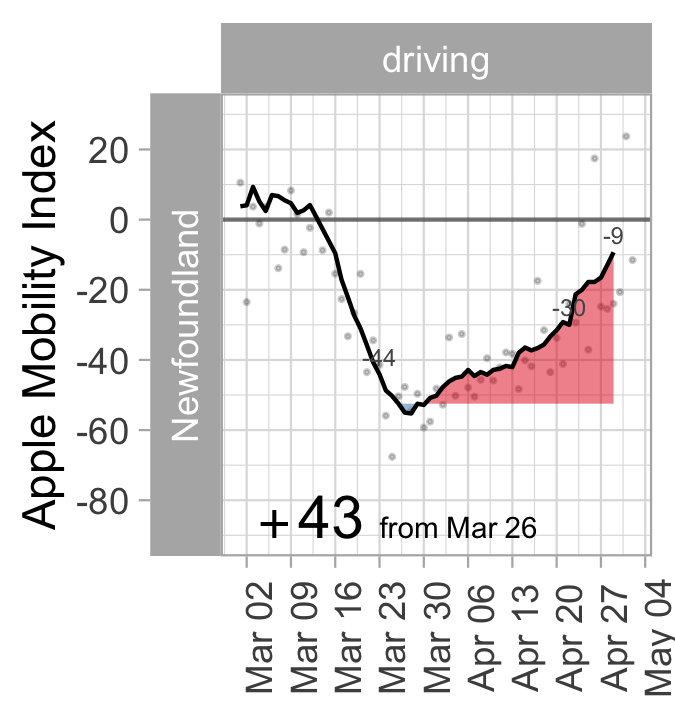 driving
Apple Mobility Index
Newfoundland
20
0
-20
-40
-60
-80
-9
-30
-44
+43 from Mar 26
Mar 02
Mar 09
Mar 16
Mar 23
Mar 30
Apr 06
Apr 13
Apr 20
Apr 27
May 04